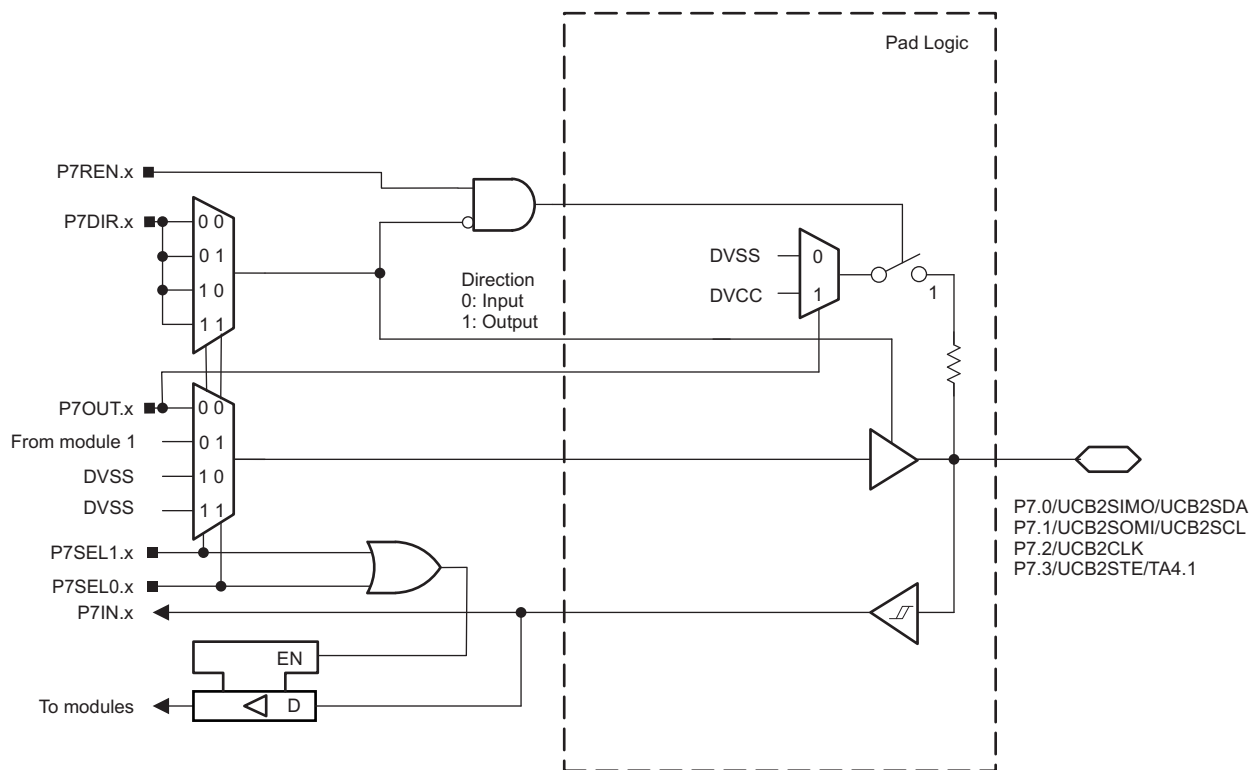 Pad Logic
P7REN.x
P7DIR.x
0 0
0 1
1 0
1 1
Direction
0: Input
1: Output
DVSS
0
DVCC
1
1
P7OUT.x
0 0
From module 1
0 1
DVSS
1 0
DVSS
1 1
P7.0/UCB2SIMO/UCB2SDA
P7.1/UCB2SOMI/UCB2SCL
P7.2/UCB2CLK
P7.3/UCB2STE/TA4.1
P7SEL1.x
P7SEL0.x
P7IN.x
EN
To modules
D